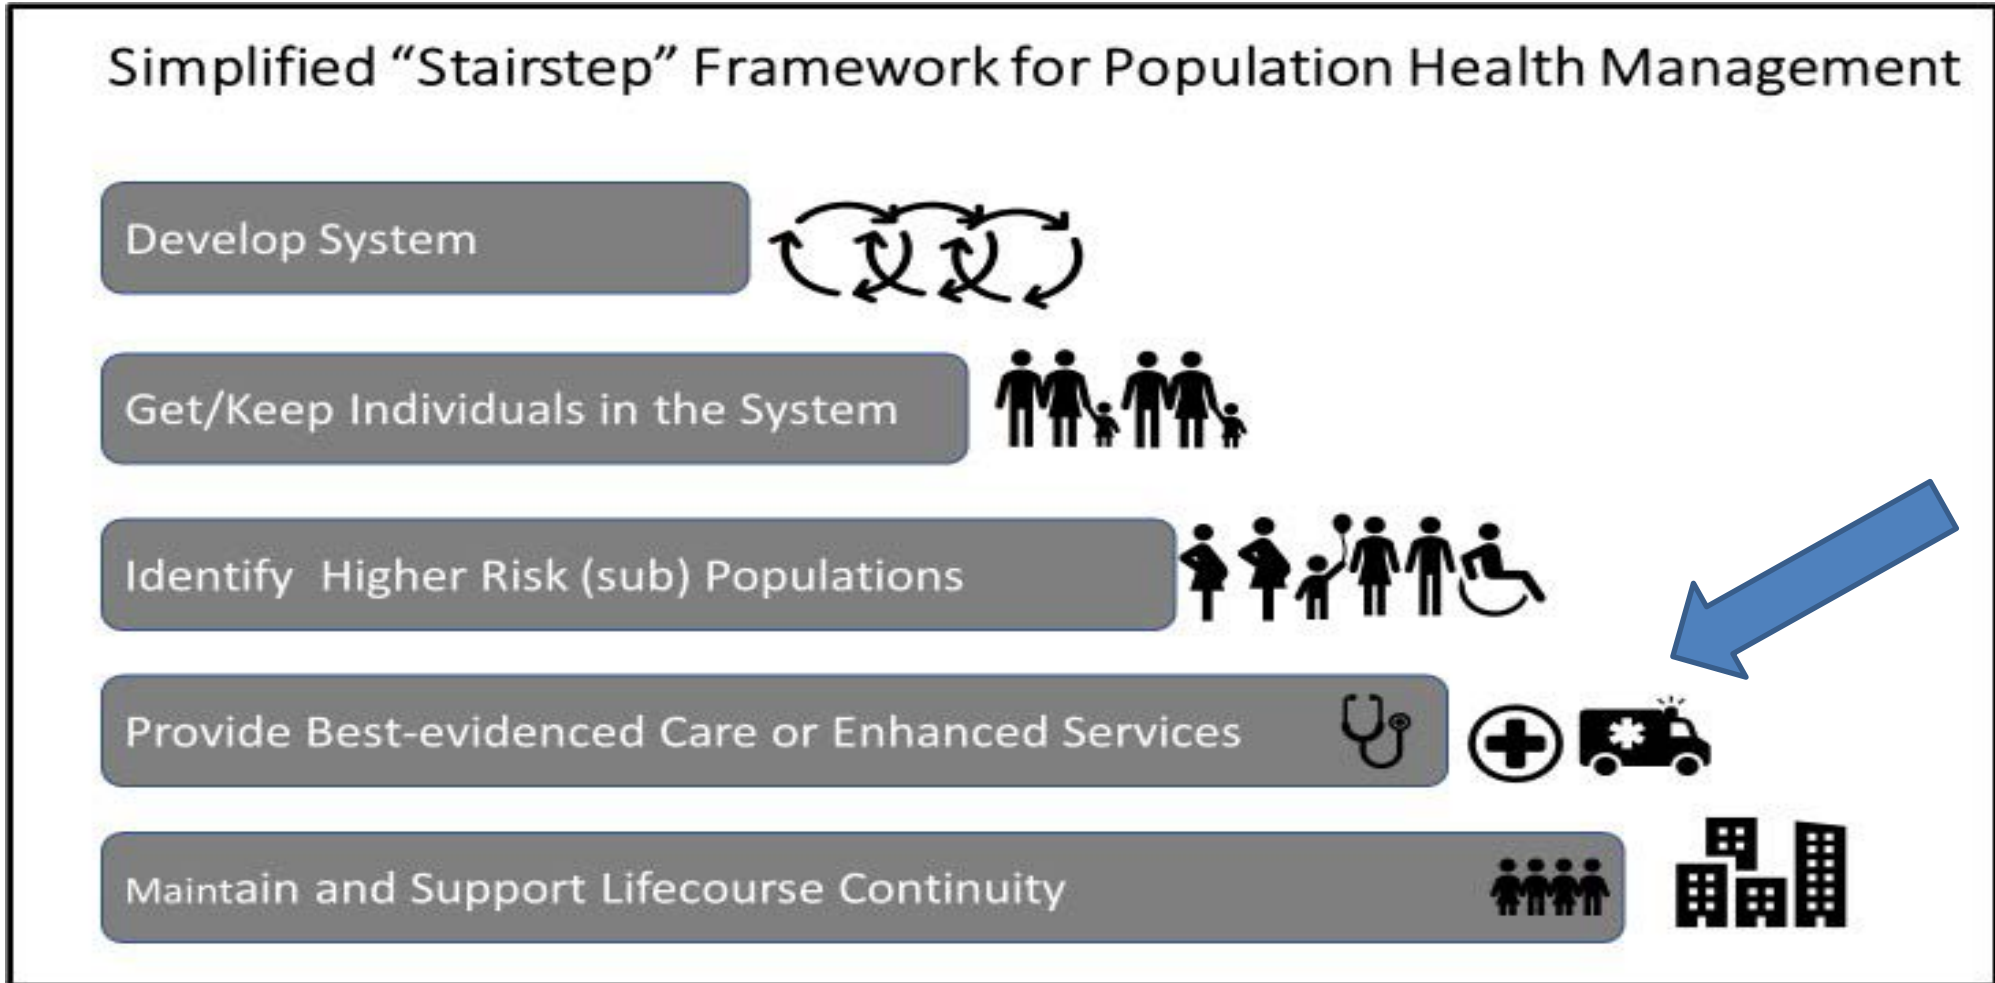 Simplified “Stairstep” Framework for Population Health Management
Develop System
Get/Keep Individuals in the System
Identify  Higher Risk (sub) Populations
Provide Best-evidenced Care or Enhanced Services
Maintain and Support Lifecourse Continuity